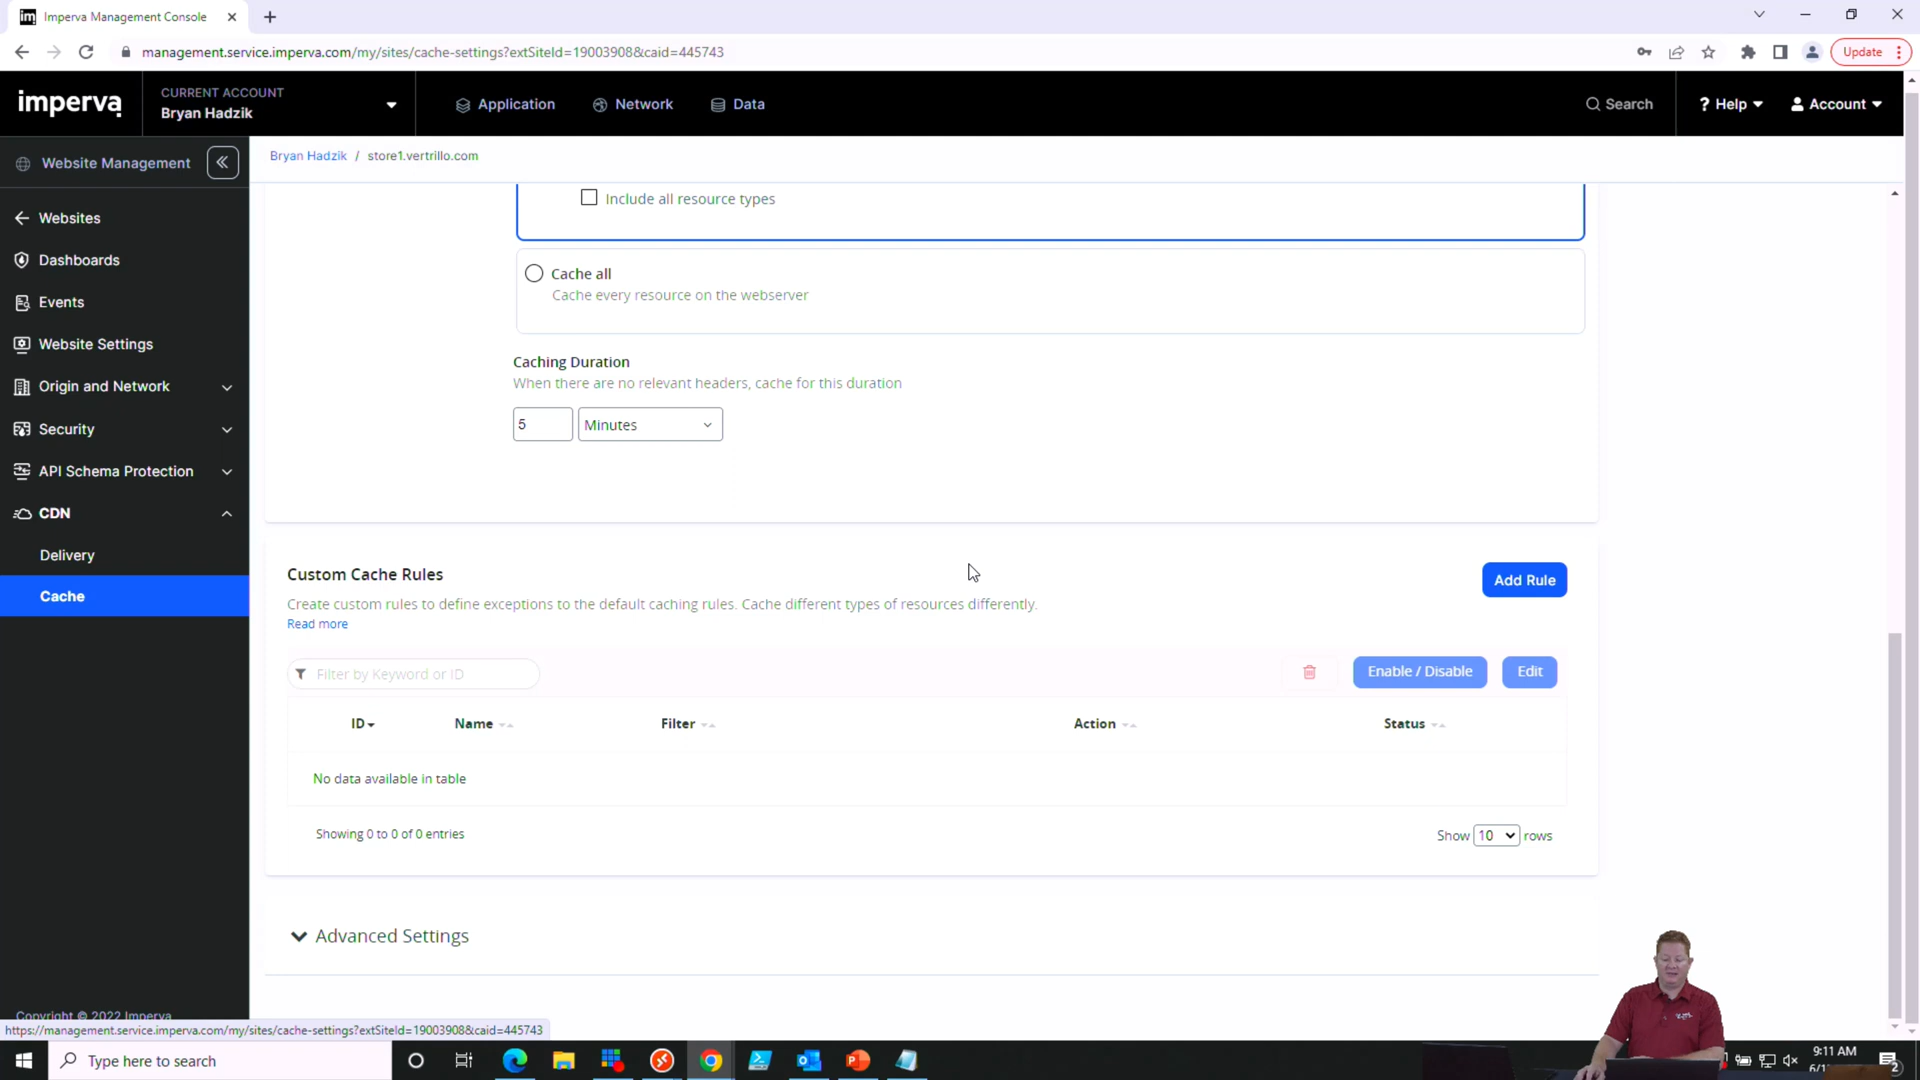 Imperva Management Console
management.service.imperva.com/my/sites/cache-settings?extSiteId=19003908&caid=445743
Update
imperva
CURRENT ACCOUNT
Bryan Hadzik
Application
Network
Data
Search
? Help
Account
Website Management
Bryan Hadzik / store1.vertrillo.com
Websites
Dashboards
Events
Website Settings
Origin and Network
Security
API Schema Protection
CDN
Delivery
Cache
Include all resource types
Cache all
Cache every resource on the webserver
Caching Duration
When there are no relevant headers, cache for this duration
5 Minutes
Custom Cache Rules
Add Rule
Create custom rules to define exceptions to the default caching rules. Cache different types of resources differently.
Read more
Filter by Keyword or ID
Enable / Disable
Edit
ID Name Filter Action Status
No data available in table
Showing 0 to 0 of 0 entries
Show 10 rows
Advanced Settings
Copyright © 2022 Imperva
https://management.service.imperva.com/my/sites/cache-settings?extSiteId=19003908&caid=445743
Type here to search
9:11 AM
2